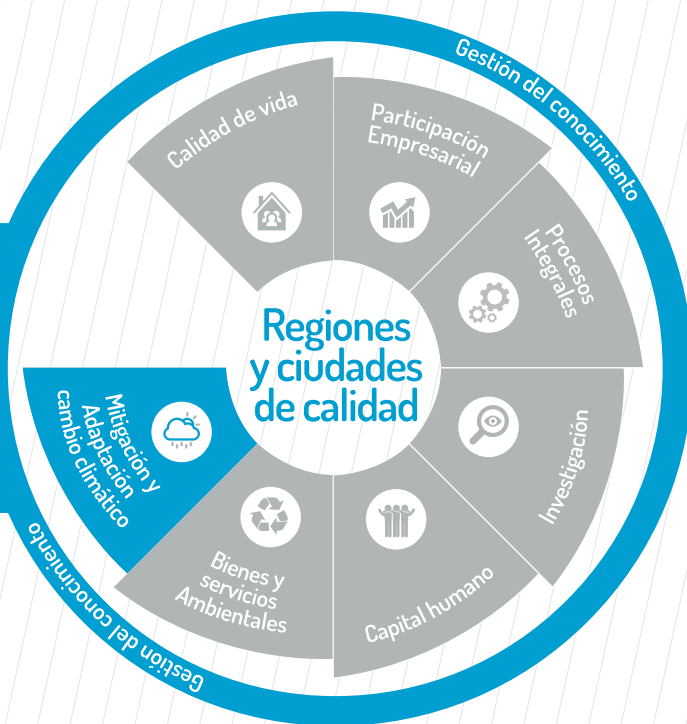 Gestión del conocimiento
Calidad de vida
Participación
Empresarial
Procesos
Integrales
Regiones
y ciudades
de calidad
Investigación
Mitigación y
Adaptación
cambio climático
Capital humano
Bienes y
servicios
Ambientales
Gestión del conocimiento